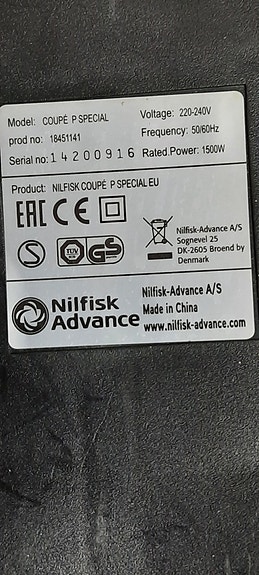 Model: COUPÉ P SPECIAL
Voltage: 220-240V
prod no: 18451141
Frequency: 50/60Hz
Serial no: 14200916
Rated.Power: 1500W
Product: NILFISK COUPÉ P SPECIAL EU
EAC CE
S TÜV GS
Nilfisk-Advance A/S
Sognevel 25
DK-2605 Broend by
Denmark
Nilfisk
Advance
Nilfisk-Advance A/S
Made in China
www.nilfisk-advance.com